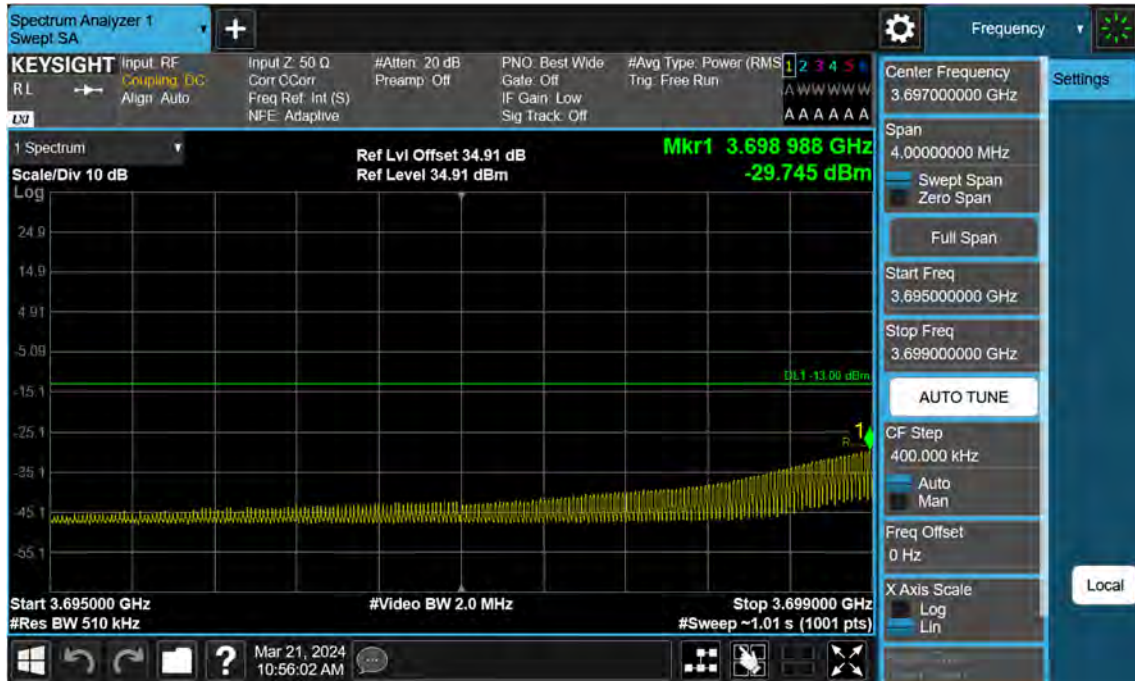 Spectrum Analyzer 1
Swept SA
+
Frequency
KEYSIGHT
RL
LXI
Input: RF
Coupling: DC
Align: Auto
Input Z: 50 Ω
Corr CCorr
Freq Ref: Int (S)
NFE: Adaptive
#Atten: 20 dB
Preamp: Off
PNO: Best Wide
Gate: Off
IF Gain: Low
Sig Track: Off
#Avg Type: Power (RMS
Trig: Free Run
1 2 3 4 5 6
A W W W W W
A A A A A A
1 Spectrum
Scale/Div 10 dB
Ref Lvl Offset 34.91 dB
Ref Level 34.91 dBm
Mkr1 3.698 988 GHz
-29.745 dBm
Log
24.9
14.9
4.91
-5.09
-15.1
-25.1
-35.1
-45.1
-55.1
DL1 -13.00 dBm
1
Start 3.695000 GHz
#Res BW 510 kHz
#Video BW 2.0 MHz
Stop 3.699000 GHz
#Sweep ~1.01 s (1001 pts)
?
Mar 21, 2024
10:56:02 AM
Center Frequency
3.697000000 GHz
Span
4.00000000 MHz
Swept Span
Zero Span
Full Span
Start Freq
3.695000000 GHz
Stop Freq
3.699000000 GHz
AUTO TUNE
CF Step
400.000 kHz
Auto
Man
Freq Offset
0 Hz
X Axis Scale
Log
Lin
Settings
Local